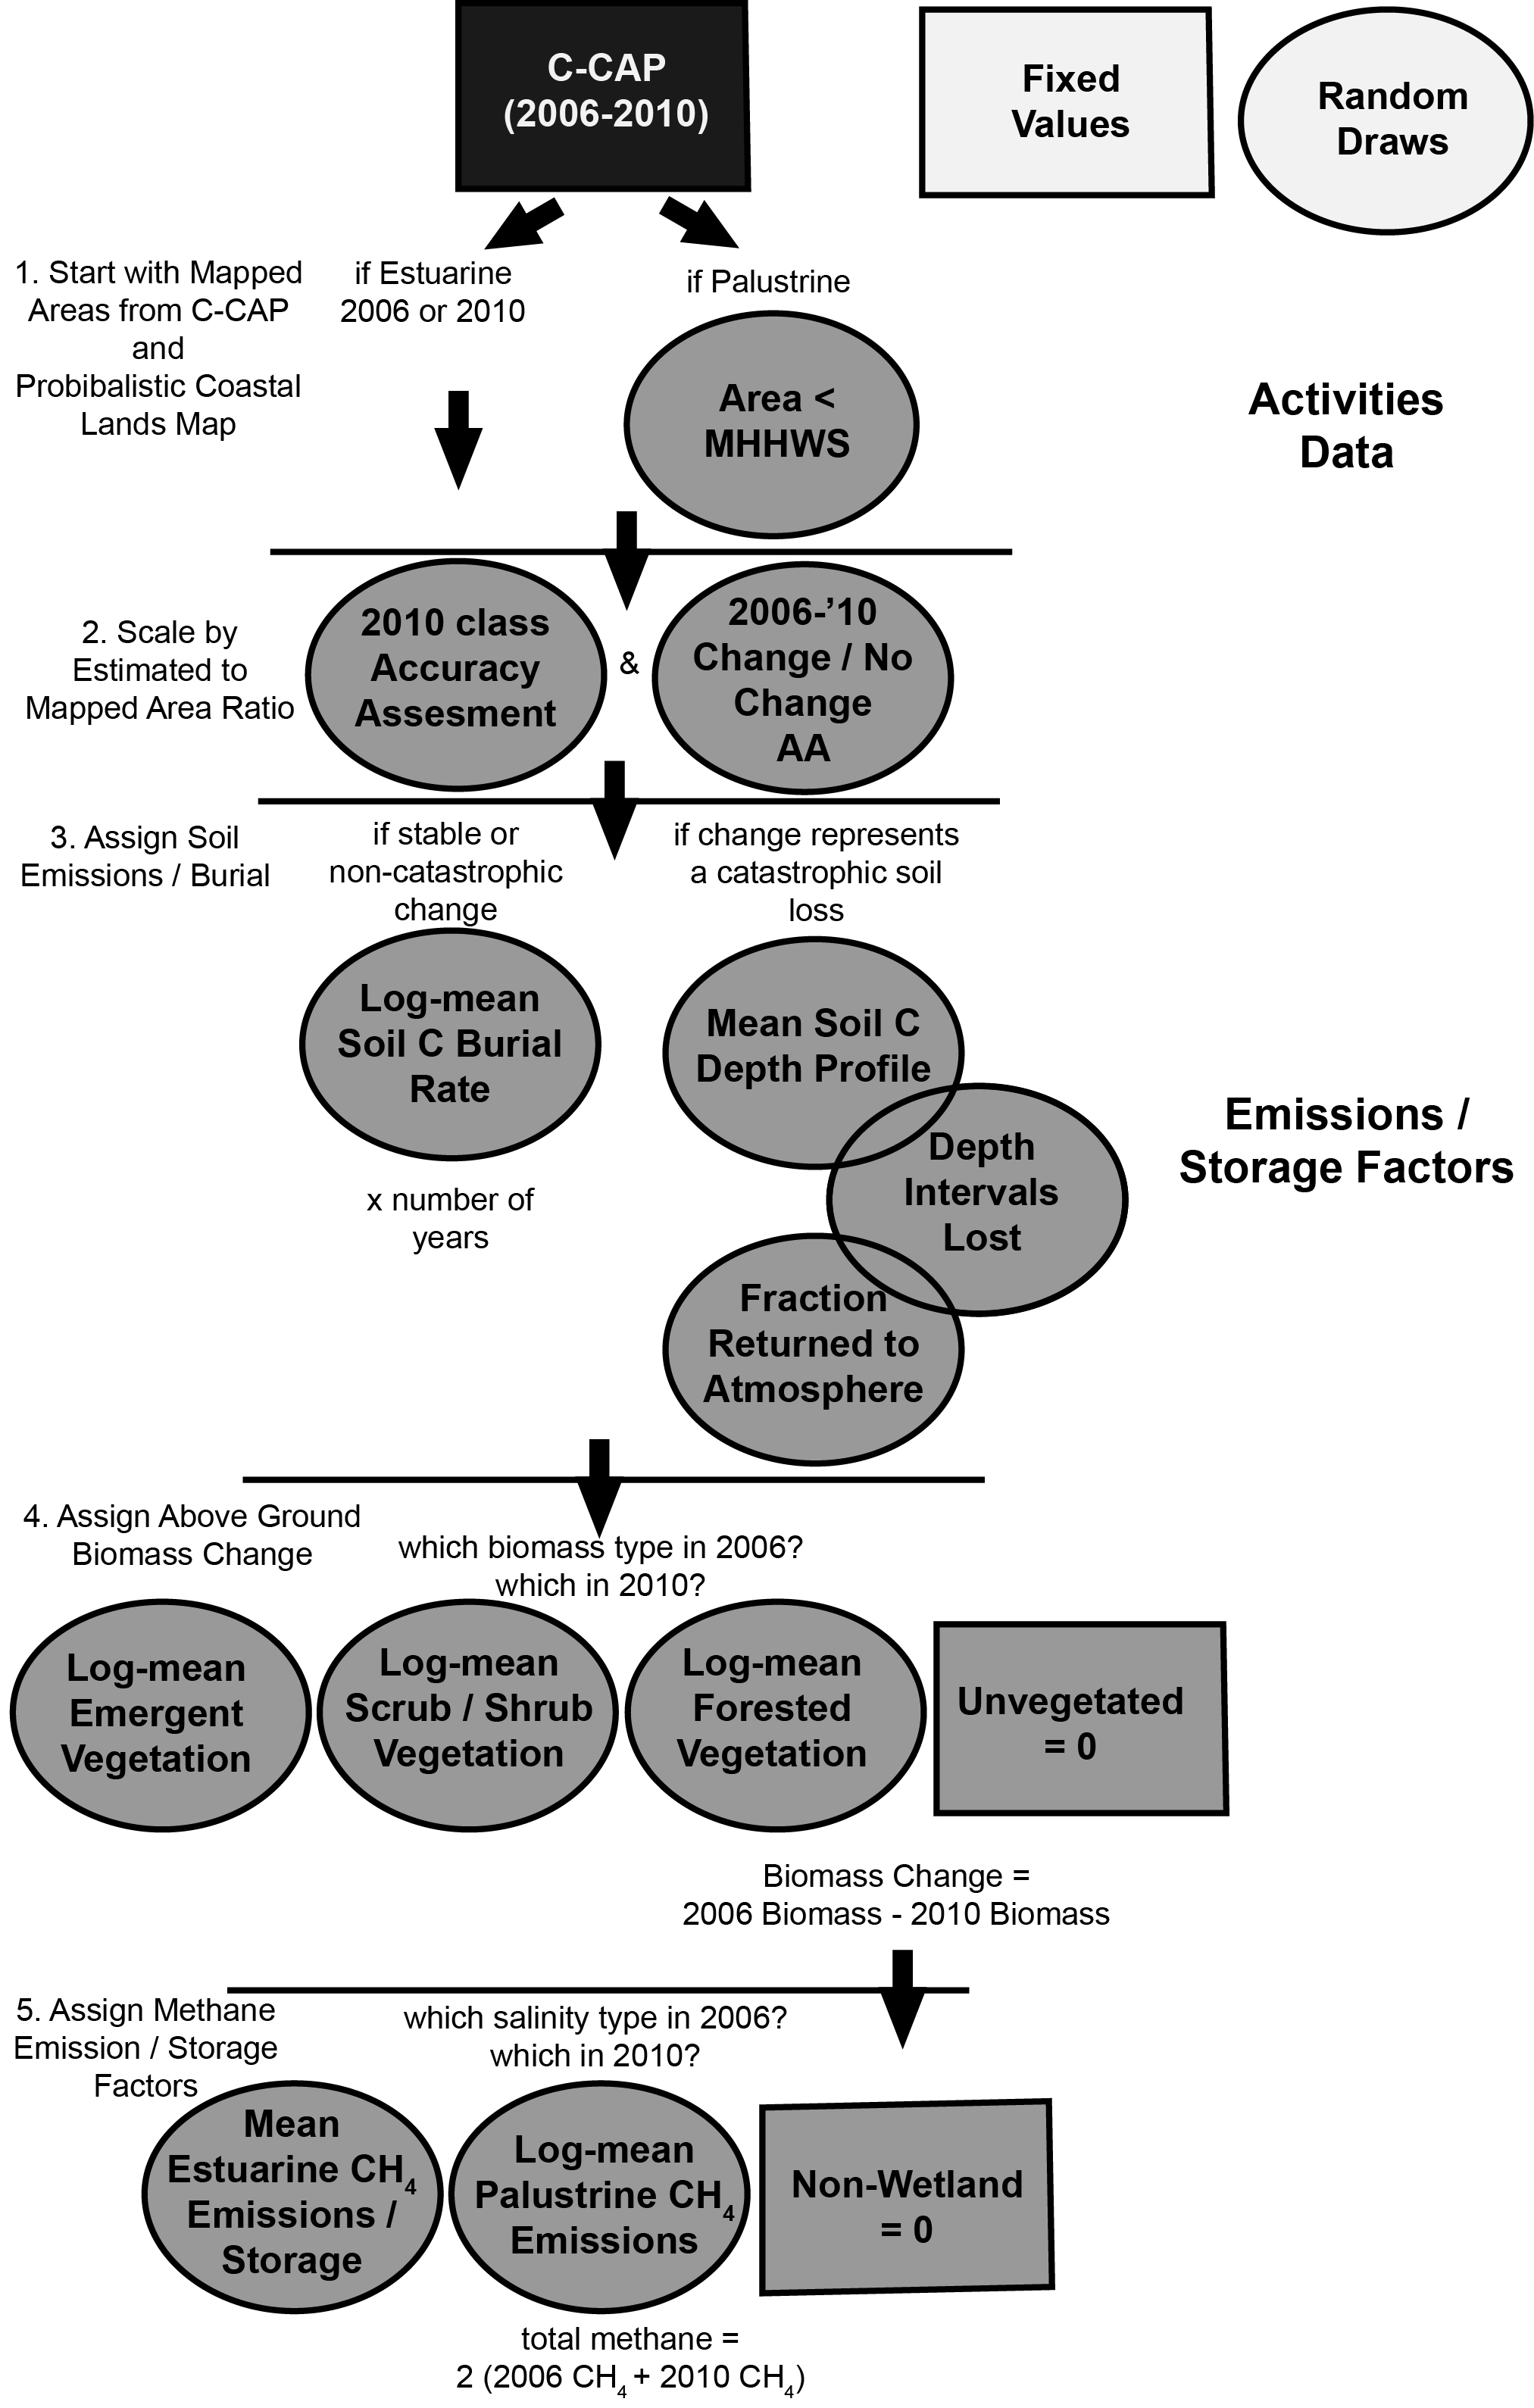 C-CAP
(2006-2010)
Fixed
Values
Random
Draws
1. Start with Mapped
Areas from C-CAP
and
Probibalistic Coastal
Lands Map
if Estuarine
2006 or 2010
if Palustrine
Area <
MHHWS
Activities
Data
2. Scale by
Estimated to
Mapped Area Ratio
2010 class
Accuracy
Assesment
&
2006-’10
Change / No
Change
AA
3. Assign Soil
Emissions / Burial
if stable or
non-catastrophic
change
if change represents
a catastrophic soil
loss
Log-mean
Soil C Burial
Rate
x number of
years
Mean Soil C
Depth Profile
Depth
Intervals
Lost
Fraction
Returned to
Atmosphere
Emissions /
Storage Factors
4. Assign Above Ground
Biomass Change
which biomass type in 2006?
which in 2010?
Log-mean
Emergent
Vegetation
Log-mean
Scrub / Shrub
Vegetation
Log-mean
Forested
Vegetation
Unvegetated
= 0
Biomass Change =
2006 Biomass - 2010 Biomass
5. Assign Methane
Emission / Storage
Factors
which salinity type in 2006?
which in 2010?
Mean
Estuarine CH4
Emissions /
Storage
Log-mean
Palustrine CH4
Emissions
Non-Wetland
= 0
total methane =
2 (2006 CH4 + 2010 CH4)